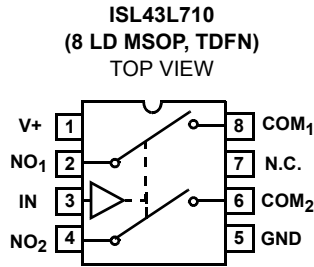 ISL43L710
(8 LD MSOP, TDFN)
TOP VIEW
V+ 1 8 COM1
NO1 2 7 N.C.
IN 3 6 COM2
NO2 4 5 GND